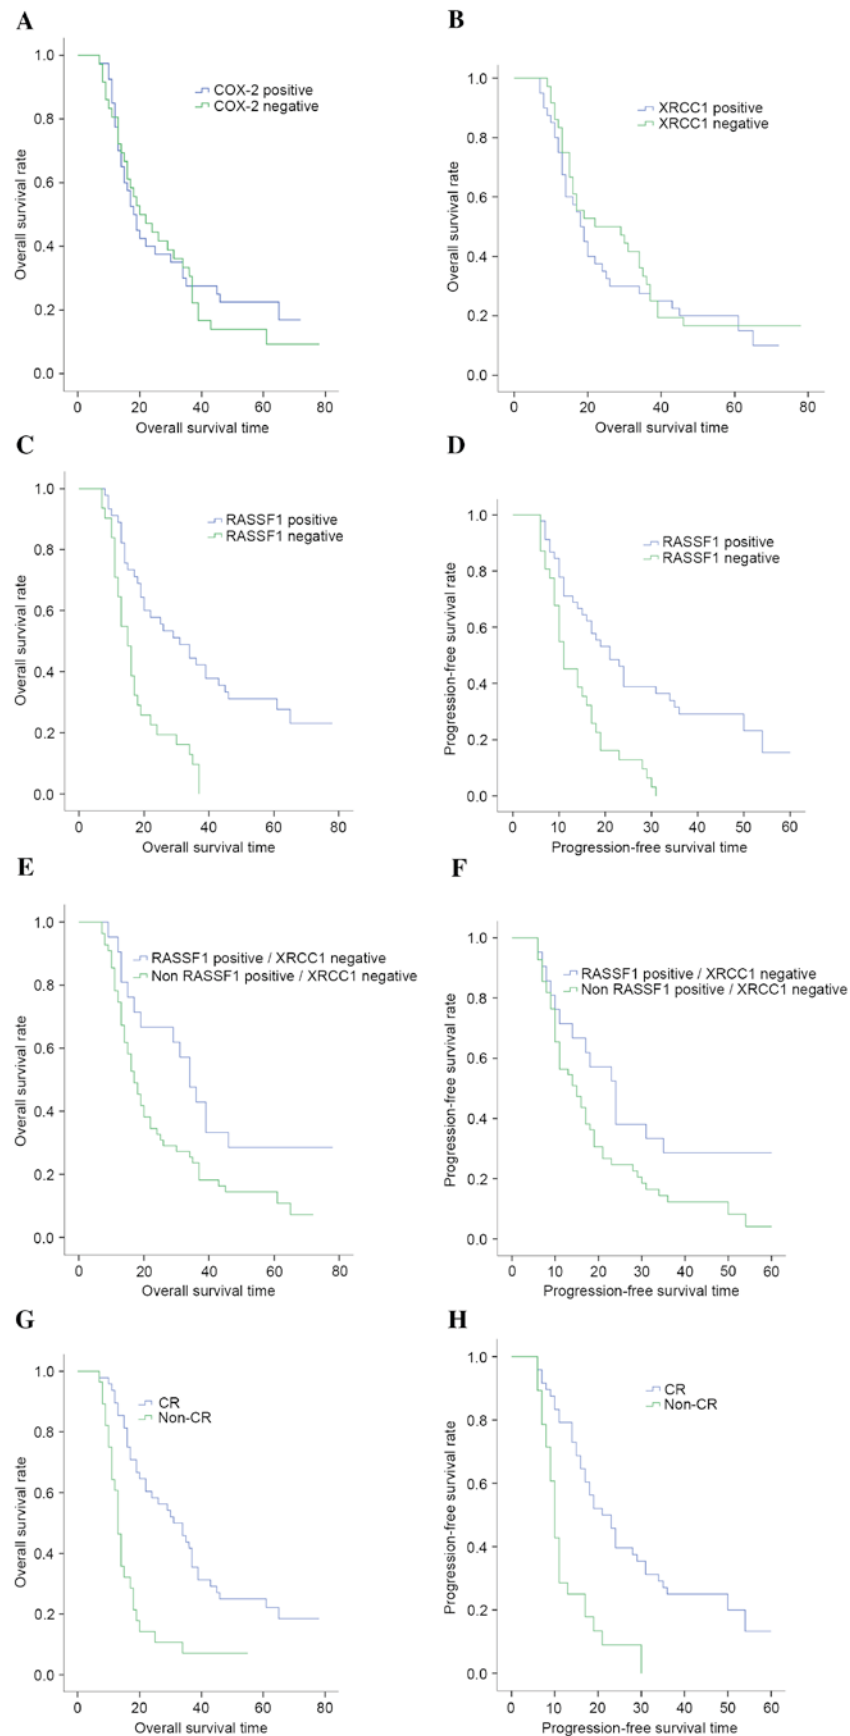 A
1.0
0.8
0.6
0.4
0.2
0.0
Overall survival rate
COX-2 positive
COX-2 negative
0 20 40 60 80
Overall survival time
B
1.0
0.8
0.6
0.4
0.2
0.0
Overall survival rate
XRCC1 positive
XRCC1 negative
0 20 40 60 80
Overall survival time
C
1.0
0.8
0.6
0.4
0.2
0.0
Overall survival rate
RASSF1 positive
RASSF1 negative
0 20 40 60 80
Overall survival time
D
1.0
0.8
0.6
0.4
0.2
0.0
Progression-free survival rate
RASSF1 positive
RASSF1 negative
0 10 20 30 40 50 60
Progression-free survival time
E
1.0
0.8
0.6
0.4
0.2
0.0
Overall survival rate
RASSF1 positive / XRCC1 negative
Non RASSF1 positive / XRCC1 negative
0 20 40 60 80
Overall survival time
F
1.0
0.8
0.6
0.4
0.2
0.0
Progression-free survival rate
RASSF1 positive / XRCC1 negative
Non RASSF1 positive / XRCC1 negative
0 10 20 30 40 50 60
Progression-free survival time
G
1.0
0.8
0.6
0.4
0.2
0.0
Overall survival rate
CR
Non-CR
0 20 40 60 80
Overall survival time
H
1.0
0.8
0.6
0.4
0.2
0.0
Progression-free survival rate
CR
Non-CR
0 10 20 30 40 50 60
Progression-free survival time